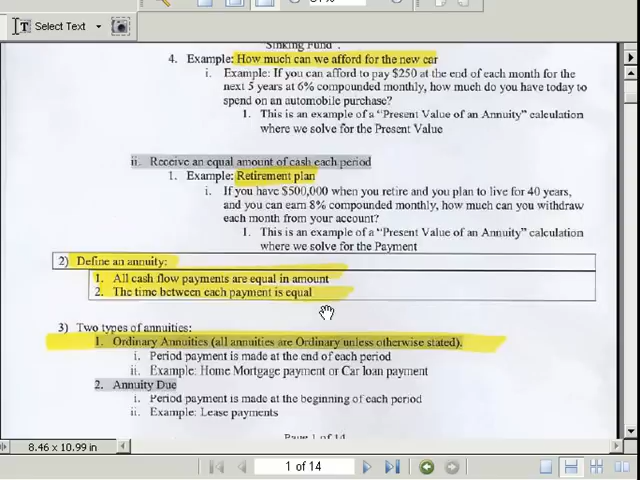 Select Text
Sinking Fund".
4. Example: How much can we afford for the new car
i. Example: If you can afford to pay $250 at the end of each month for the
next 5 years at 6% compounded monthly, how much do you have today to
spend on an automobile purchase?
1. This is an example of a "Present Value of an Annuity" calculation
where we solve for the Present Value
ii. Receive an equal amount of cash each period
1. Example: Retirement plan
i. If you have $500,000 when you retire and you plan to live for 40 years,
and you can earn 8% compounded monthly, how much can you withdraw
each month from your account?
1. This is an example of a "Present Value of an Annuity" calculation
where we solve for the Payment
2) Define an annuity:
1. All cash flow payments are equal in amount
2. The time between each payment is equal
3) Two types of annuities:
1. Ordinary Annuities (all annuities are Ordinary unless otherwise stated).
i. Period payment is made at the end of each period
ii. Example: Home Mortgage payment or Car loan payment
2. Annuity Due
i. Period payment is made at the beginning of each period
ii. Example: Lease payments
Page 1 of 14
8.46 x 10.99 in
1 of 14